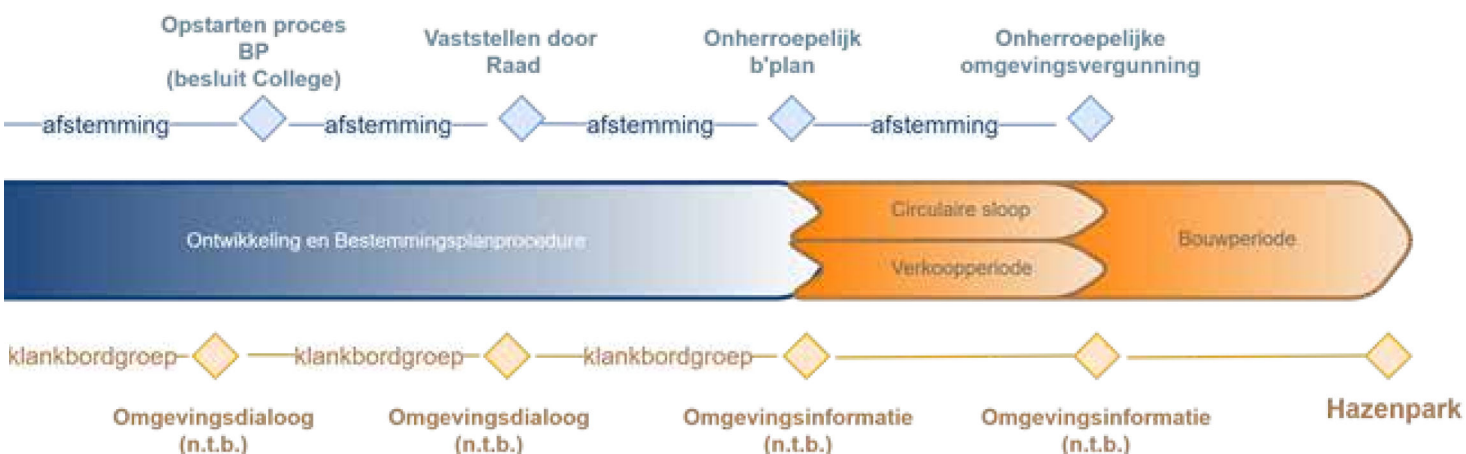 Opstarten proces
BP
(besluit College)
Vaststellen door
Raad
Onherroepelijk
b'plan
Onherroepelijke
omgevingsvergunning
afstemming
afstemming
afstemming
afstemming
Ontwikkeling en Bestemmingsplanprocedure
Circulaire sloop
Verkoopperiode
Bouwperiode
klankbordgroep
klankbordgroep
klankbordgroep
Omgevingsdialoog
(n.t.b.)
Omgevingsdialoog
(n.t.b.)
Omgevingsinformatie
(n.t.b.)
Omgevingsinformatie
(n.t.b.)
Hazenpark